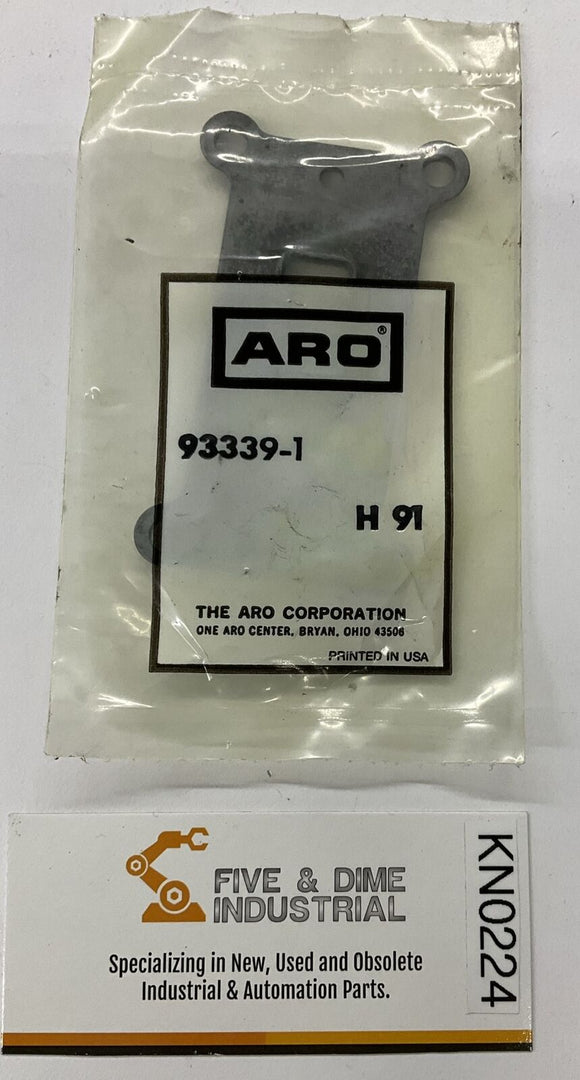 ARO®
93339-1
H 91
THE ARO CORPORATION
ONE ARO CENTER, BRYAN, OHIO 43506
PRINTED IN USA
FIVE & DIME
INDUSTRIAL
Specializing in New, Used and Obsolete
Industrial & Automation Parts.
KN0224